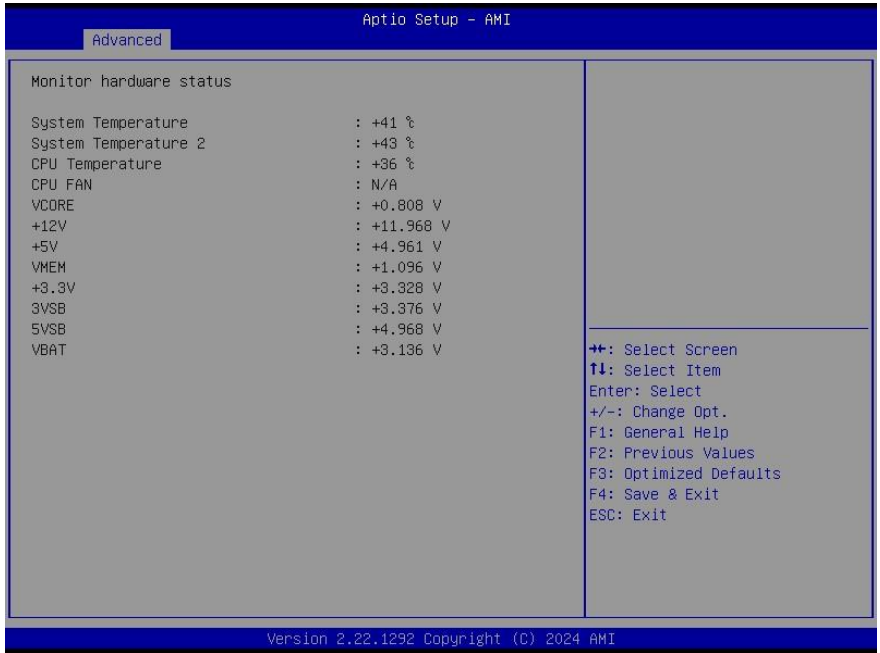 Aptio Setup - AMI
Advanced
Monitor hardware status
System Temperature : +41 ℃
System Temperature 2 : +43 ℃
CPU Temperature : +36 ℃
CPU FAN : N/A
VCORE : +0.808 V
+12V : +11.968 V
+5V : +4.961 V
VMEM : +1.096 V
+3.3V : +3.328 V
3VSB : +3.376 V
5VSB : +4.968 V
VBAT : +3.136 V
→←: Select Screen
↑↓: Select Item
Enter: Select
+/-: Change Opt.
F1: General Help
F2: Previous Values
F3: Optimized Defaults
F4: Save & Exit
ESC: Exit
Version 2.22.1292 Copyright (C) 2024 AMI